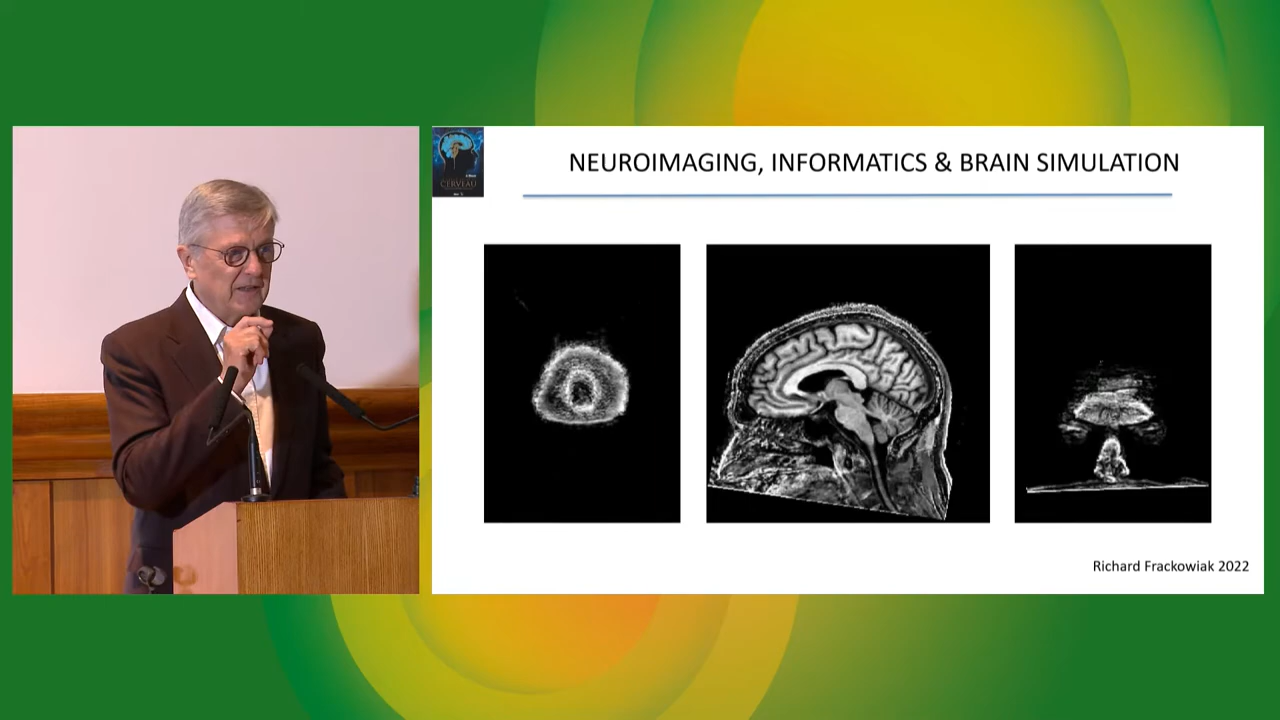 CERVEAU
NEUROIMAGING, INFORMATICS & BRAIN SIMULATION
Richard Frackowiak 2022